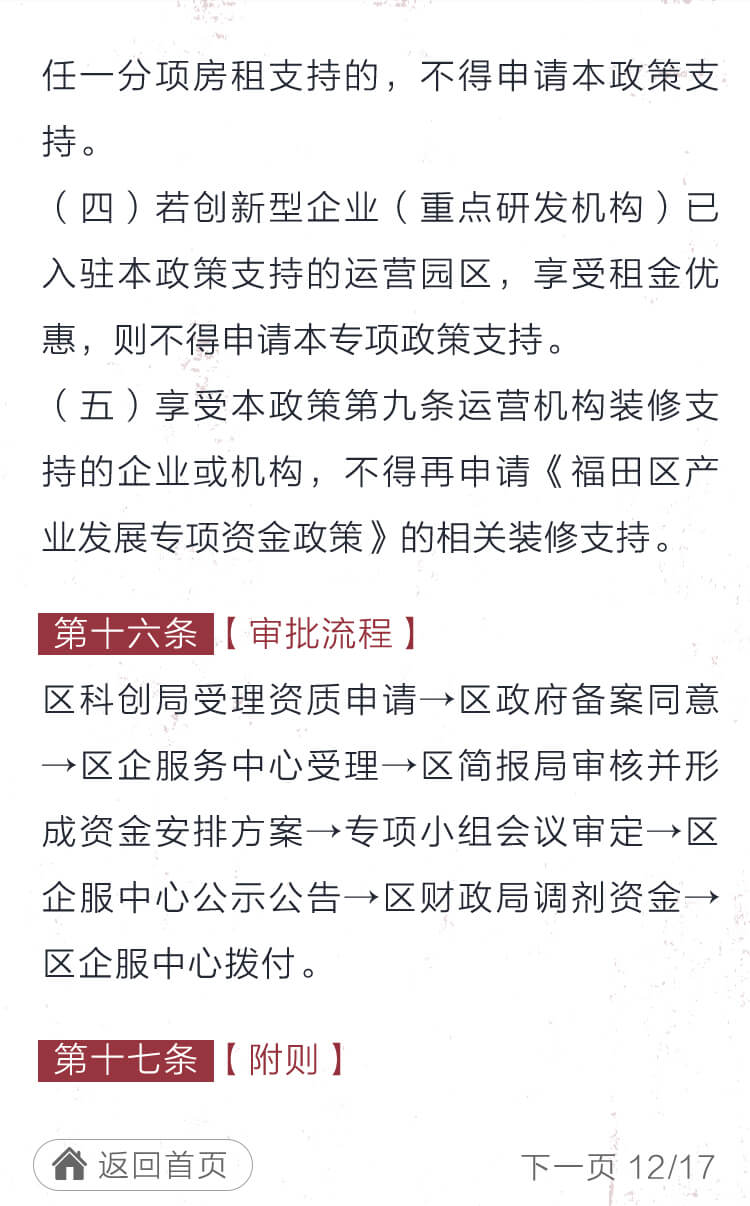 任一分项房租支持的，不得申请本政策支
持。
（四）若创新型企业（重点研发机构）已
入驻本政策支持的运营园区，享受租金优
惠，则不得申请本专项政策支持。
（五）享受本政策第九条运营机构装修支
持的企业或机构，不得再申请《福田区产
业发展专项资金政策》的相关装修支持。
第十六条【审批流程】
区科创局受理资质申请→区政府备案同意
→区企服务中心受理→区简报局审核并形
成资金安排方案→专项小组会议审定→区
企服中心公示公告→区财政局调剂资金→
区企服中心拨付。
第十七条【附则】
返回首页 下一页 12/17